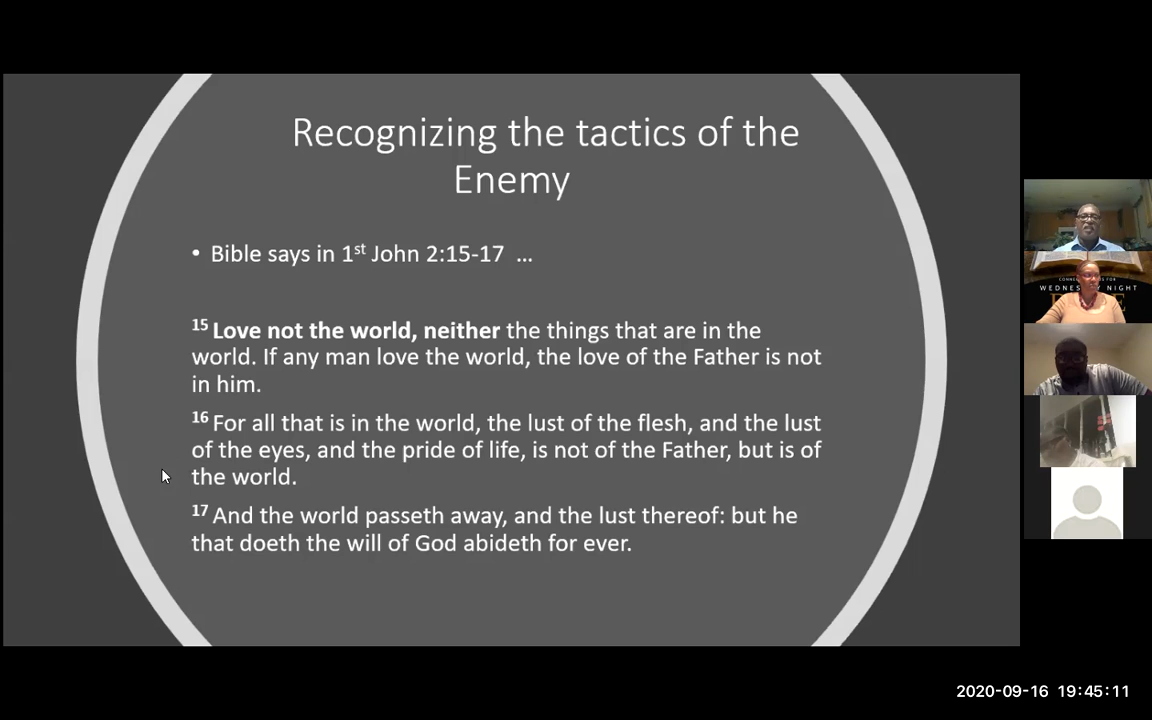 Recognizing the tactics of the
Enemy
• Bible says in 1st John 2:15-17 ...
15 Love not the world, neither the things that are in the
world. If any man love the world, the love of the Father is not
in him.
16 For all that is in the world, the lust of the flesh, and the lust
of the eyes, and the pride of life, is not of the Father, but is of
the world.
17 And the world passeth away, and the lust thereof: but he
that doeth the will of God abideth for ever.
WEDNESDAY NIGHT
2020-09-16 19:45:11